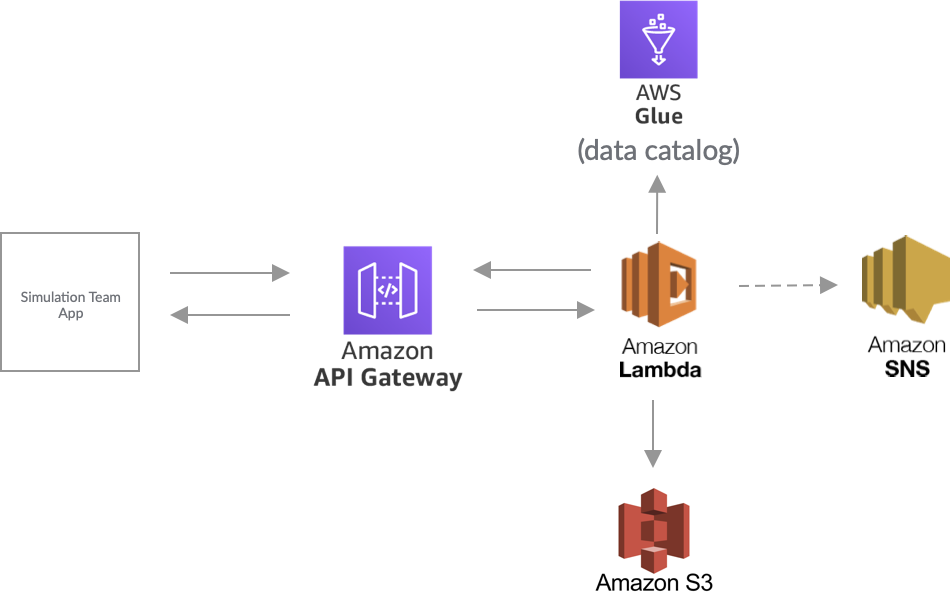 AWS
Glue
(data catalog)
Simulation Team
App
</>
Amazon
API Gateway
Amazon
Lambda
Amazon
SNS
Amazon S3